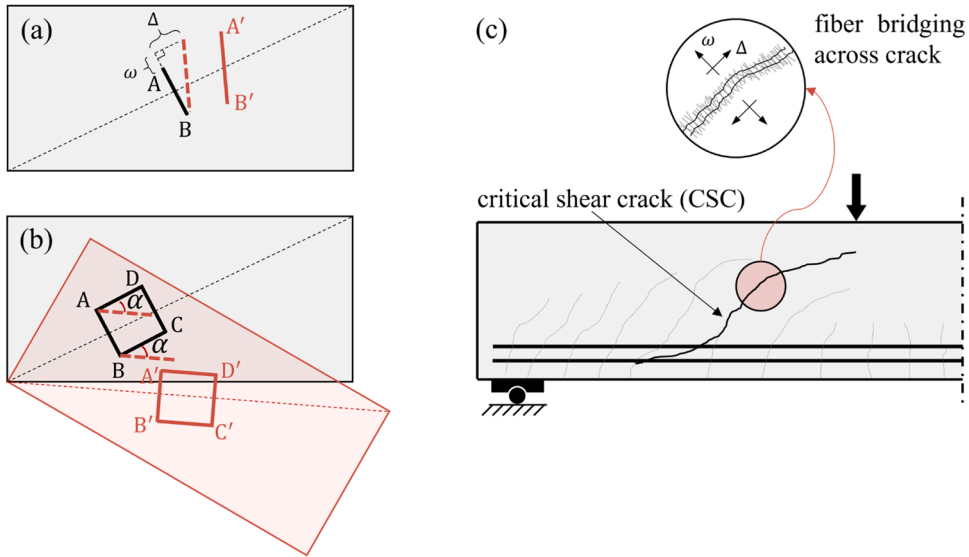 (a)
Δ
ω
A
B
A′
B′
(b)
A
D
α
C
B
α
A′
D′
B′
C′
(c)
fiber bridging
across crack
ω
Δ
critical shear crack (CSC)